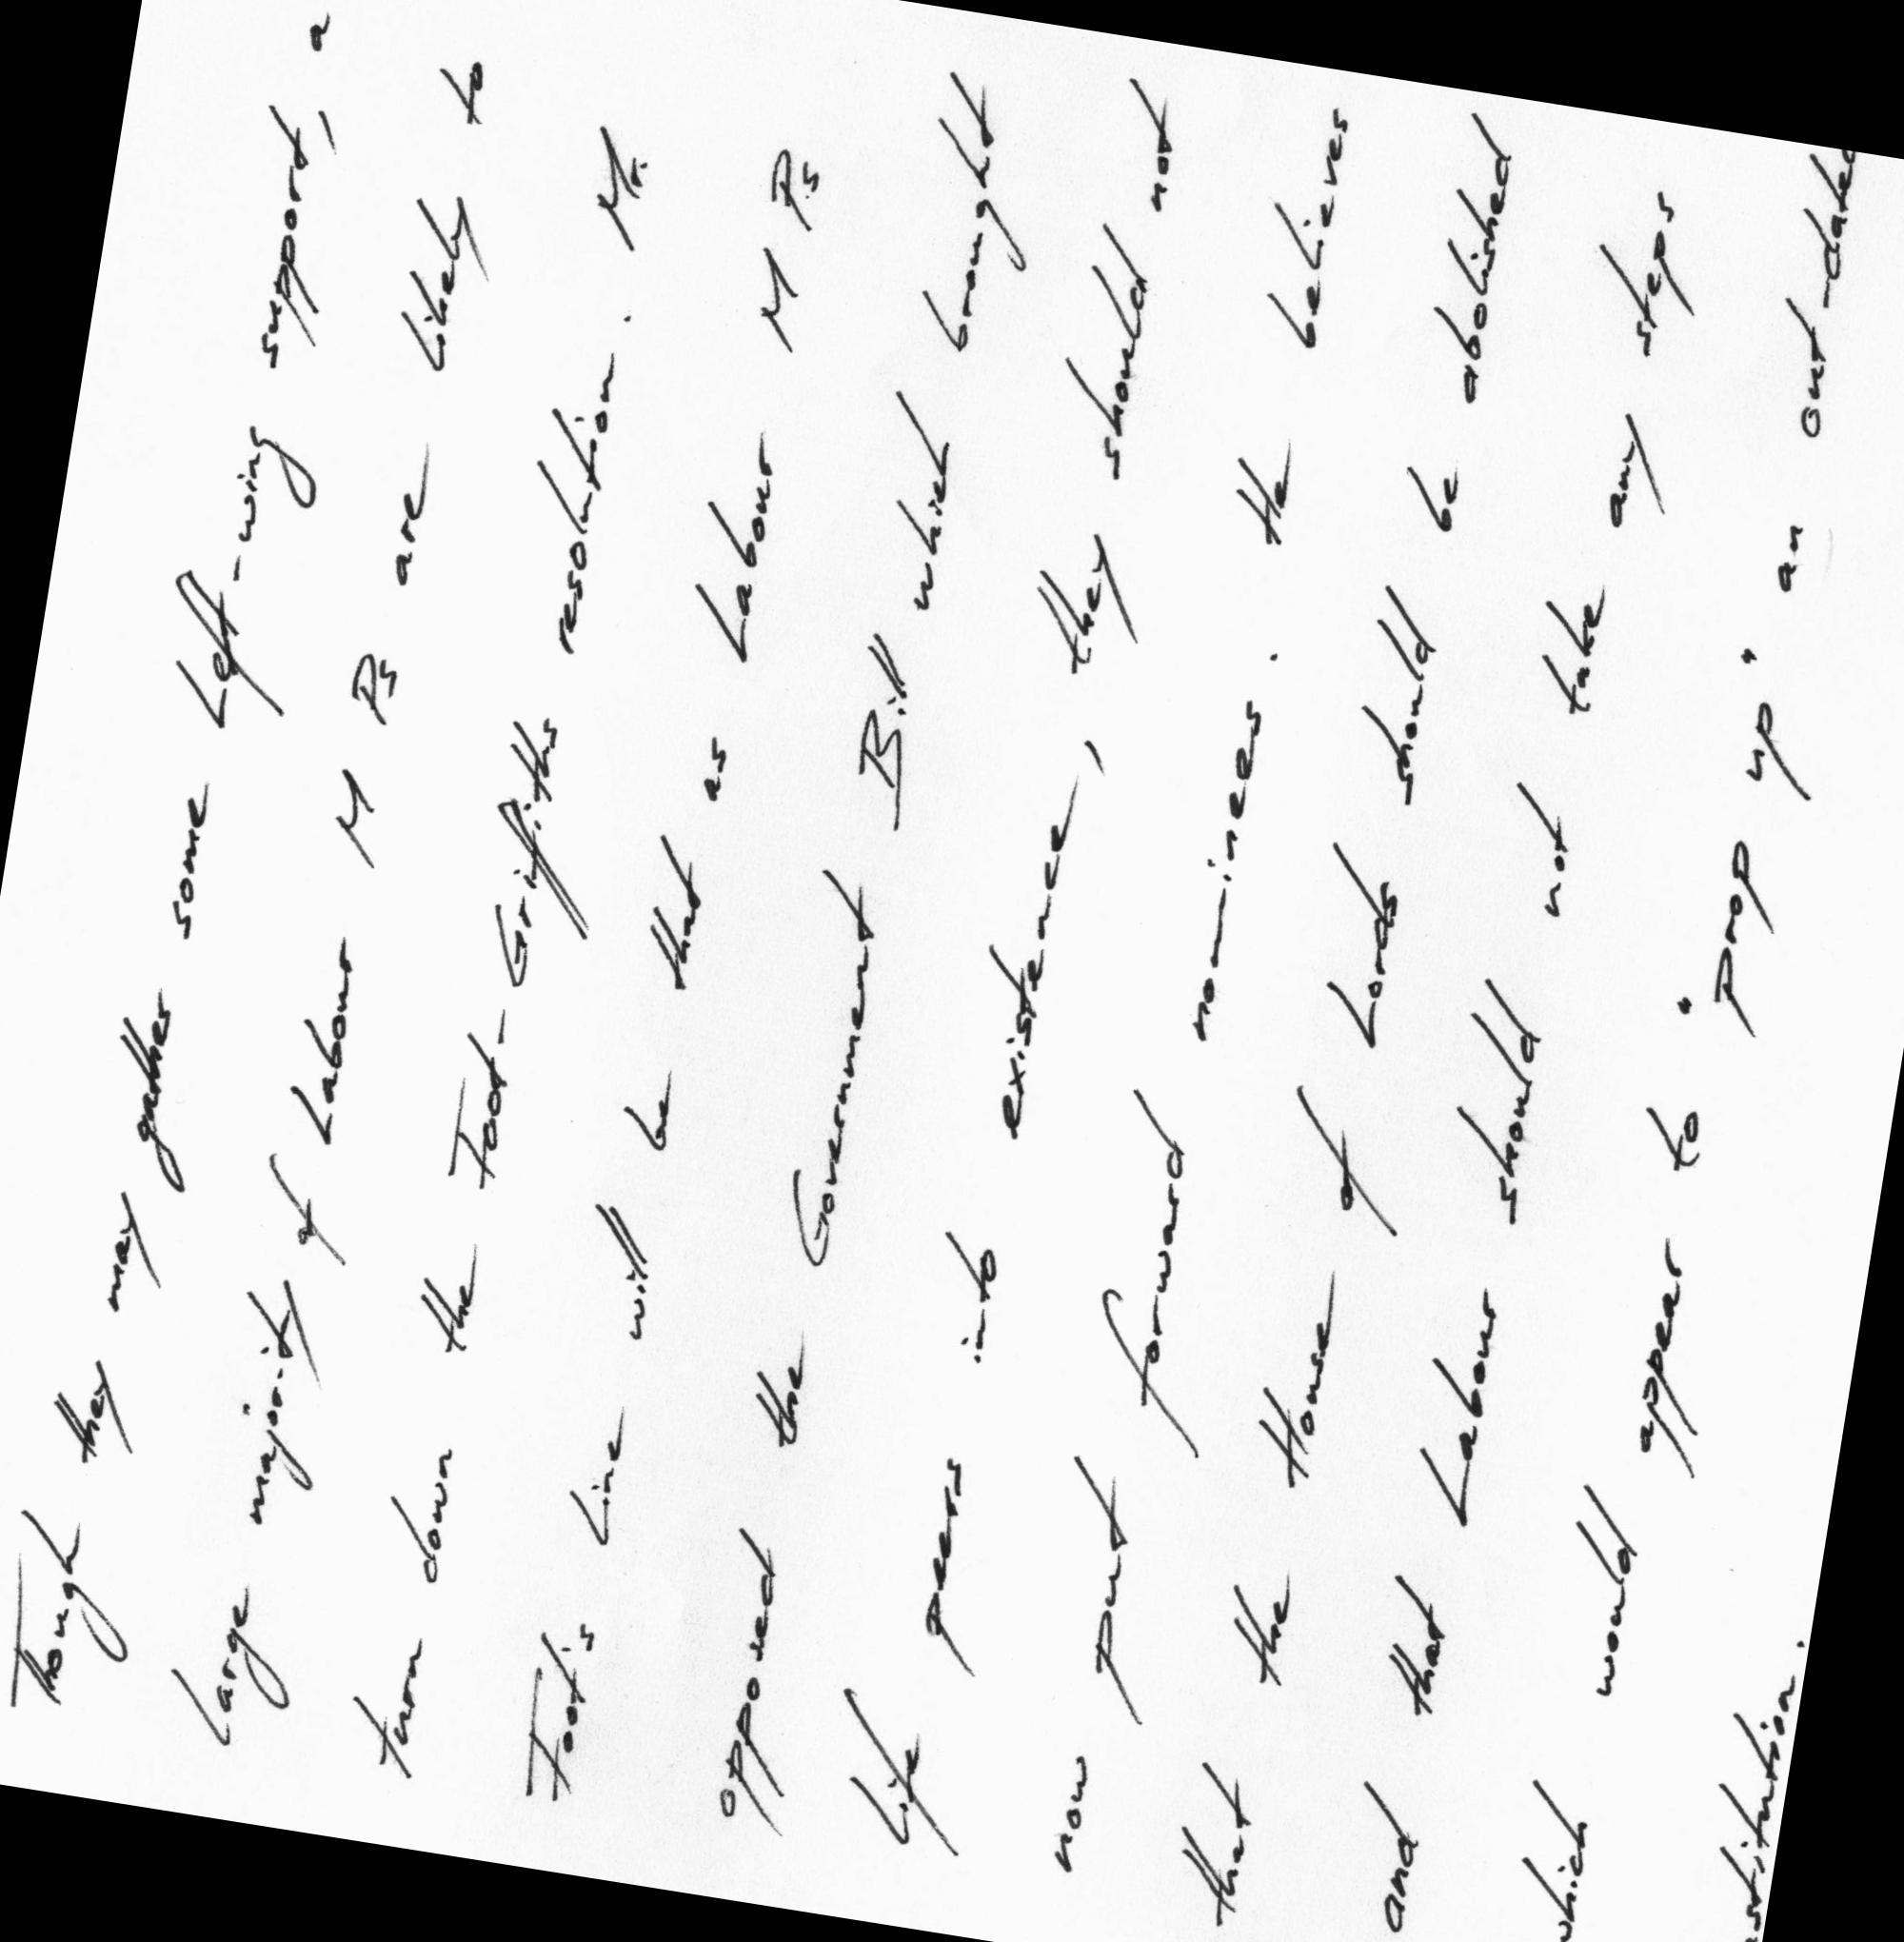 Though they may gather some Left-wing support, a
large majority of Labour M Ps are likely to
turn down the Foot-Griffiths resolution. Mr.
Foot's line will be that as Labour M Ps
opposed the Government Bill which brought
life peers into existence, they should not
now put forward nominees. He believes
that the House of Lords should be abolished
and that Labour should not take any steps
which would appear to "prop up" an out-dated
institution.